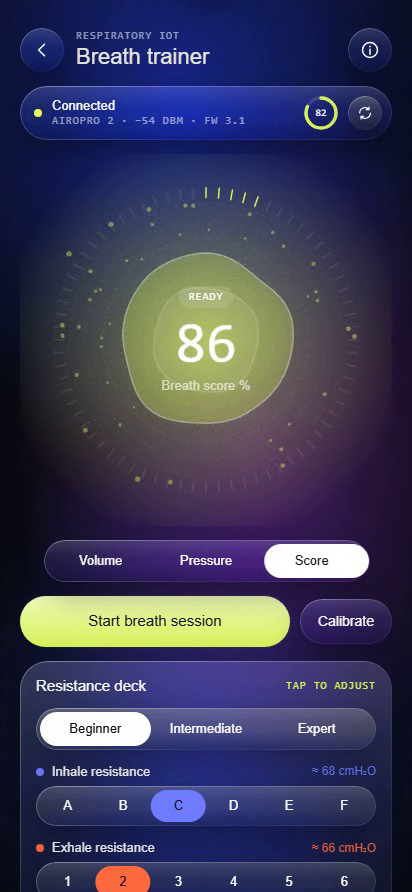 RESPIRATORY IOT
Breath trainer
Connected
AIROPRO 2 · −54 DBM · FW 3.1
82
READY
86
Breath score %
Volume Pressure Score
Start breath session Calibrate
Resistance deck TAP TO ADJUST
Beginner Intermediate Expert
Inhale resistance ≈ 68 cmH₂O
A B C D E F
Exhale resistance ≈ 66 cmH₂O
1 2 3 4 5 6